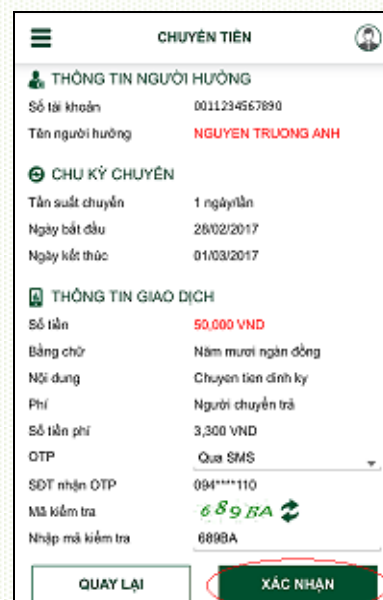 CHUYỂN TIỀN
THÔNG TIN NGƯỜI HƯỞNG
Số tài khoản 0011234567890
Tên người hưởng NGUYEN TRUONG ANH
CHU KỲ CHUYỂN
Tần suất chuyển 1 ngày/lần
Ngày bắt đầu 28/02/2017
Ngày kết thúc 01/03/2017
THÔNG TIN GIAO DỊCH
Số tiền 50,000 VND
Bằng chữ Năm mươi ngàn đồng
Nội dung Chuyen tien dinh ky
Phí Người chuyển trả
Số tiền phí 3,300 VND
OTP Qua SMS
SĐT nhận OTP 094****110
Mã kiểm tra 689BA
Nhập mã kiểm tra 689BA
QUAY LẠI XÁC NHẬN